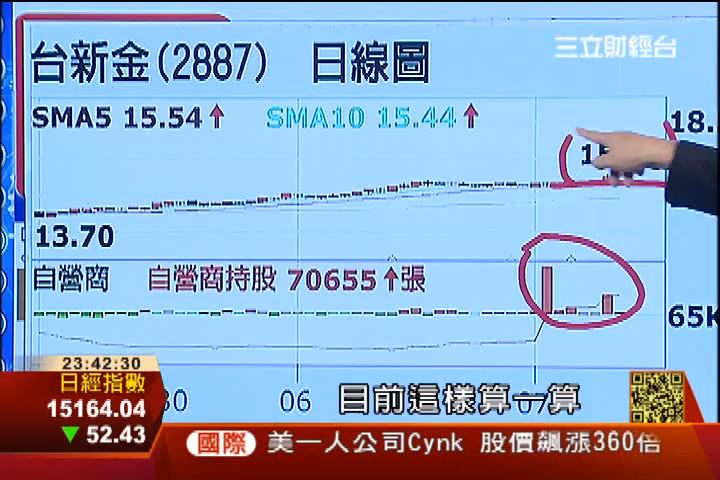 台新金(2887) 日線圖
三立財經台
SMA5 15.54↑ SMA10 15.44↑
18.
13.70
自營商 自營商持股 70655↑張
65K
23:42:30
日經指數
15164.04
▼ 52.43
06
07
目前這樣算一算
國際 美一人公司Cynk 股價飆漲360倍